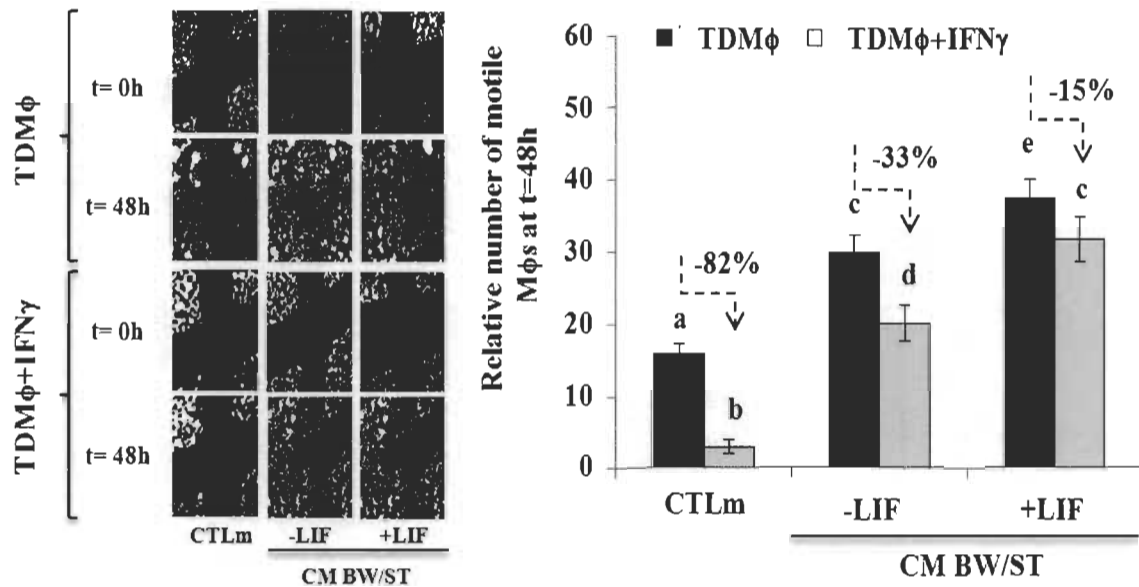 TDMϕ
t= 0h
t= 48h
TDMϕ+IFNγ
t= 0h
t= 48h
CTLm
-LIF
+LIF
CM BW/ST
Relative number of motile
Mϕs at t=48h
60
50
40
30
20
10
0
TDMϕ
TDMϕ+IFNγ
a
-82%
b
c
-33%
d
e
-15%
c
CTLm
-LIF
+LIF
CM BW/ST